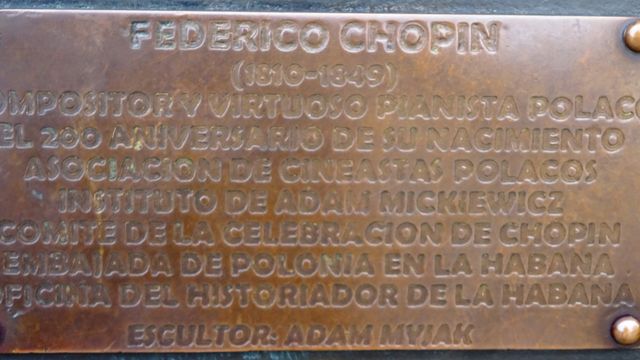 FEDERICO CHOPIN
(1810-1849)
OMPOSITOR Y VIRTUOSO PIANISTA POLACO
EL 200 ANIVERSARIO DE SU NACIMIENTO
ASOCIACION DE CINEASTAS POLACOS
INSTITUTO DE ADAM MICKIEWICZ
COMITE DE LA CELEBRACION DE CHOPIN
EMBAJADA DE POLONIA EN LA HABANA
OFICINA DEL HISTORIADOR DE LA HABANA
ESCULTOR: ADAM MYJAK